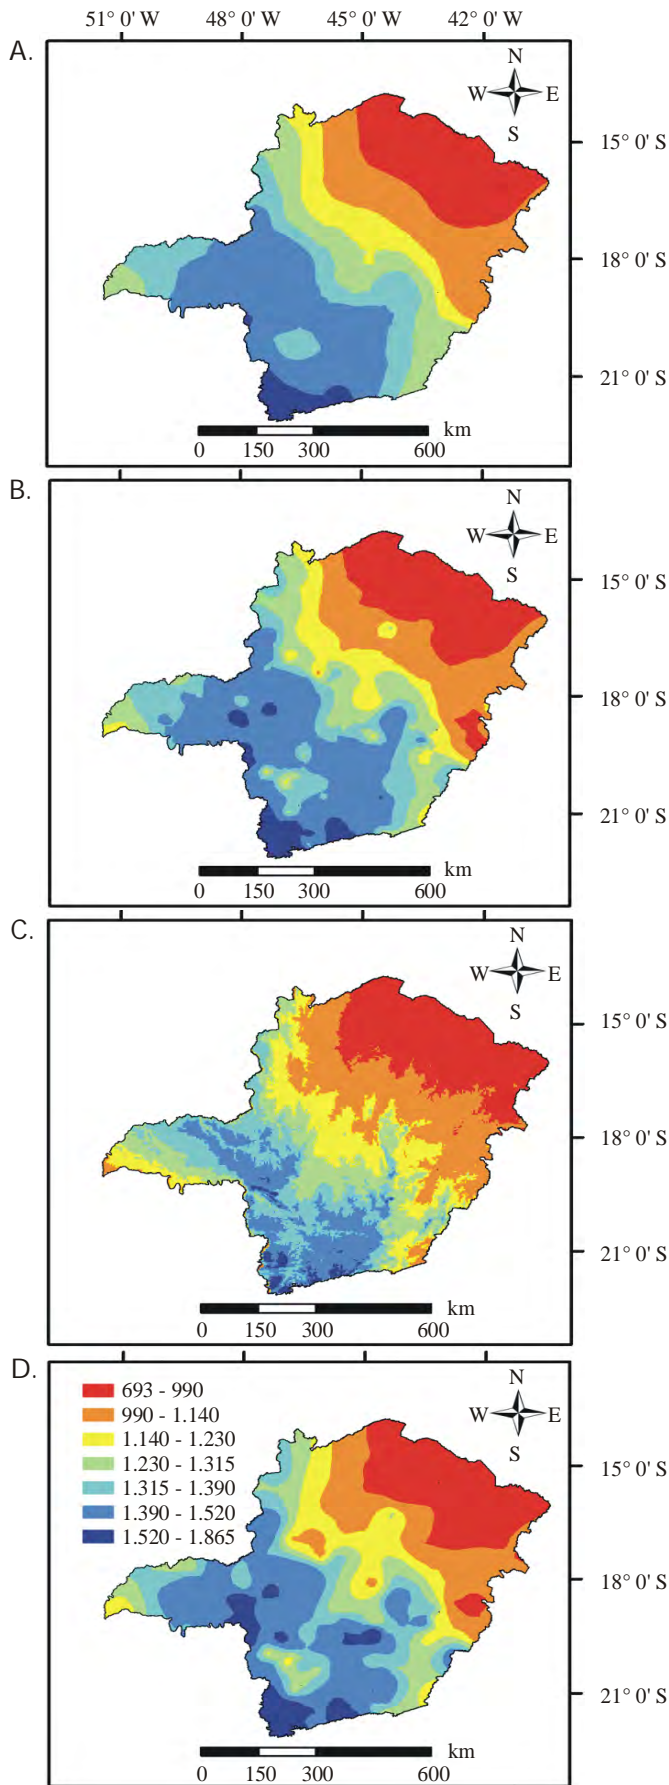 51° 0' W 48° 0' W 45° 0' W 42° 0' W
A.
N
W E
S
15° 0' S
18° 0' S
21° 0' S
km
0 150 300 600
B.
N
W E
S
15° 0' S
18° 0' S
21° 0' S
km
0 150 300 600
C.
N
W E
S
15° 0' S
18° 0' S
21° 0' S
km
0 150 300 600
D.
693 - 990
990 - 1.140
1.140 - 1.230
1.230 - 1.315
1.315 - 1.390
1.390 - 1.520
1.520 - 1.865
N
W E
S
15° 0' S
18° 0' S
21° 0' S
km
0 150 300 600